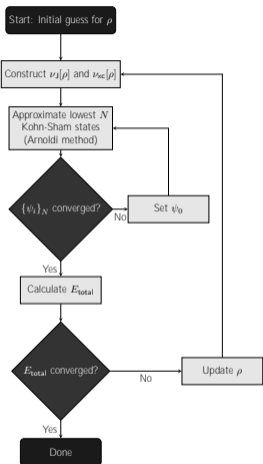 Start: Initial guess for ρ
Construct ν_J[ρ] and ν_xc[ρ]
Approximate lowest N
Kohn-Sham states
(Arnoldi method)
{ψ_i}_N converged?
No
Set ψ_0
Yes
Calculate E_total
E_total converged?
No
Update ρ
Yes
Done